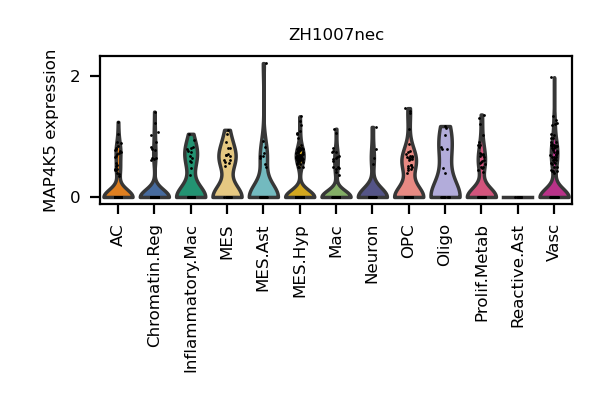 ZH1007nec
MAP4K5 expression
2
0
AC
Chromatin.Reg
Inflammatory.Mac
MES
MES.Ast
MES.Hyp
Mac
Neuron
OPC
Oligo
Prolif.Metab
Reactive.Ast
Vasc